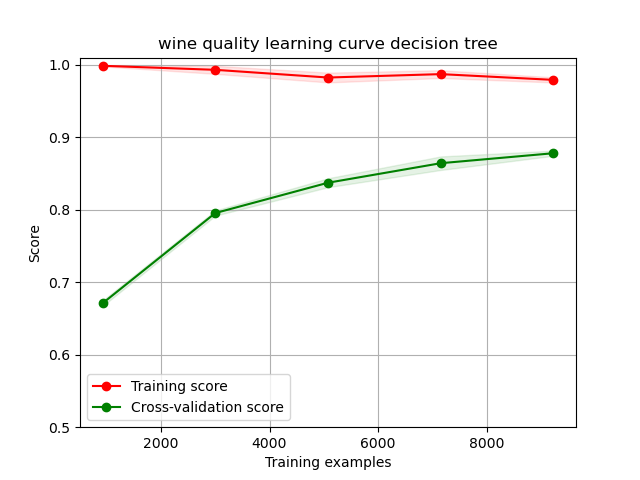 wine quality learning curve decision tree
1.0
0.9
0.8
0.7
0.6
0.5
Score
Training score
Cross-validation score
2000 4000 6000 8000
Training examples